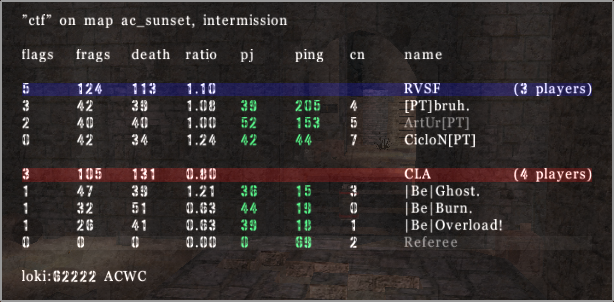 "ctf" on map ac_sunset, intermission
flags frags death ratio pj ping cn name
5 124 113 1.10 RVSF (3 players)
3 42 39 1.08 39 205 4 [PT]bruh.
2 40 40 1.00 52 153 5 ArtUr[PT]
0 42 34 1.24 42 44 7 CicloN[PT]
3 105 131 0.80 CLA (4 players)
1 47 39 1.21 36 15 3 |Be|Ghost.
1 32 51 0.63 44 19 0 |Be|Burn.
1 26 41 0.63 39 18 1 |Be|Overload!
0 0 0 0.00 0 69 2 Referee
loki:62222 ACWC